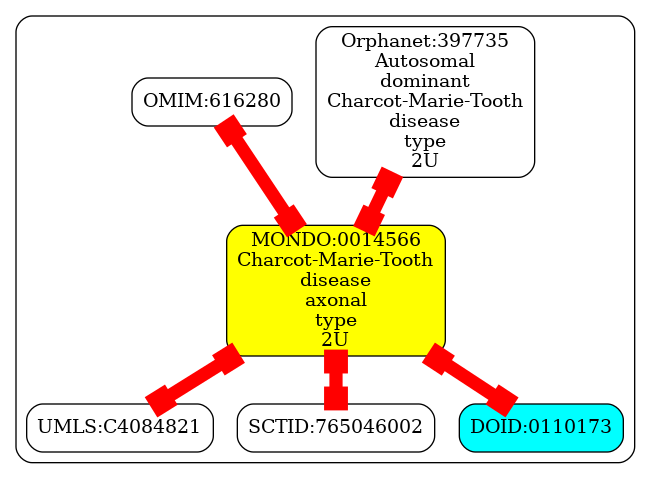 Orphanet:397735
Autosomal
dominant
Charcot-Marie-Tooth
disease
type
2U
OMIM:616280
MONDO:0014566
Charcot-Marie-Tooth
disease
axonal
type
2U
UMLS:C4084821
SCTID:765046002
DOID:0110173